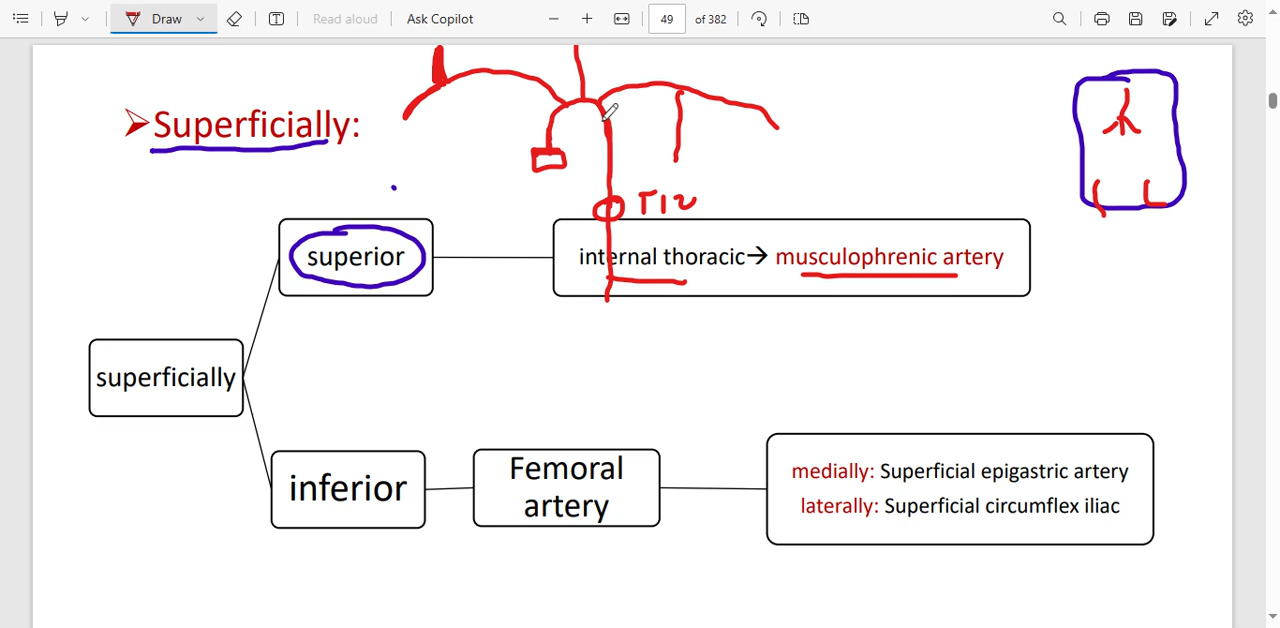 Draw
Read aloud
Ask Copilot
49 of 382
➢Superficially:
T12
superior
internal thoracic→ musculophrenic artery
superficially
inferior
Femoral
artery
medially: Superficial epigastric artery
laterally: Superficial circumflex iliac